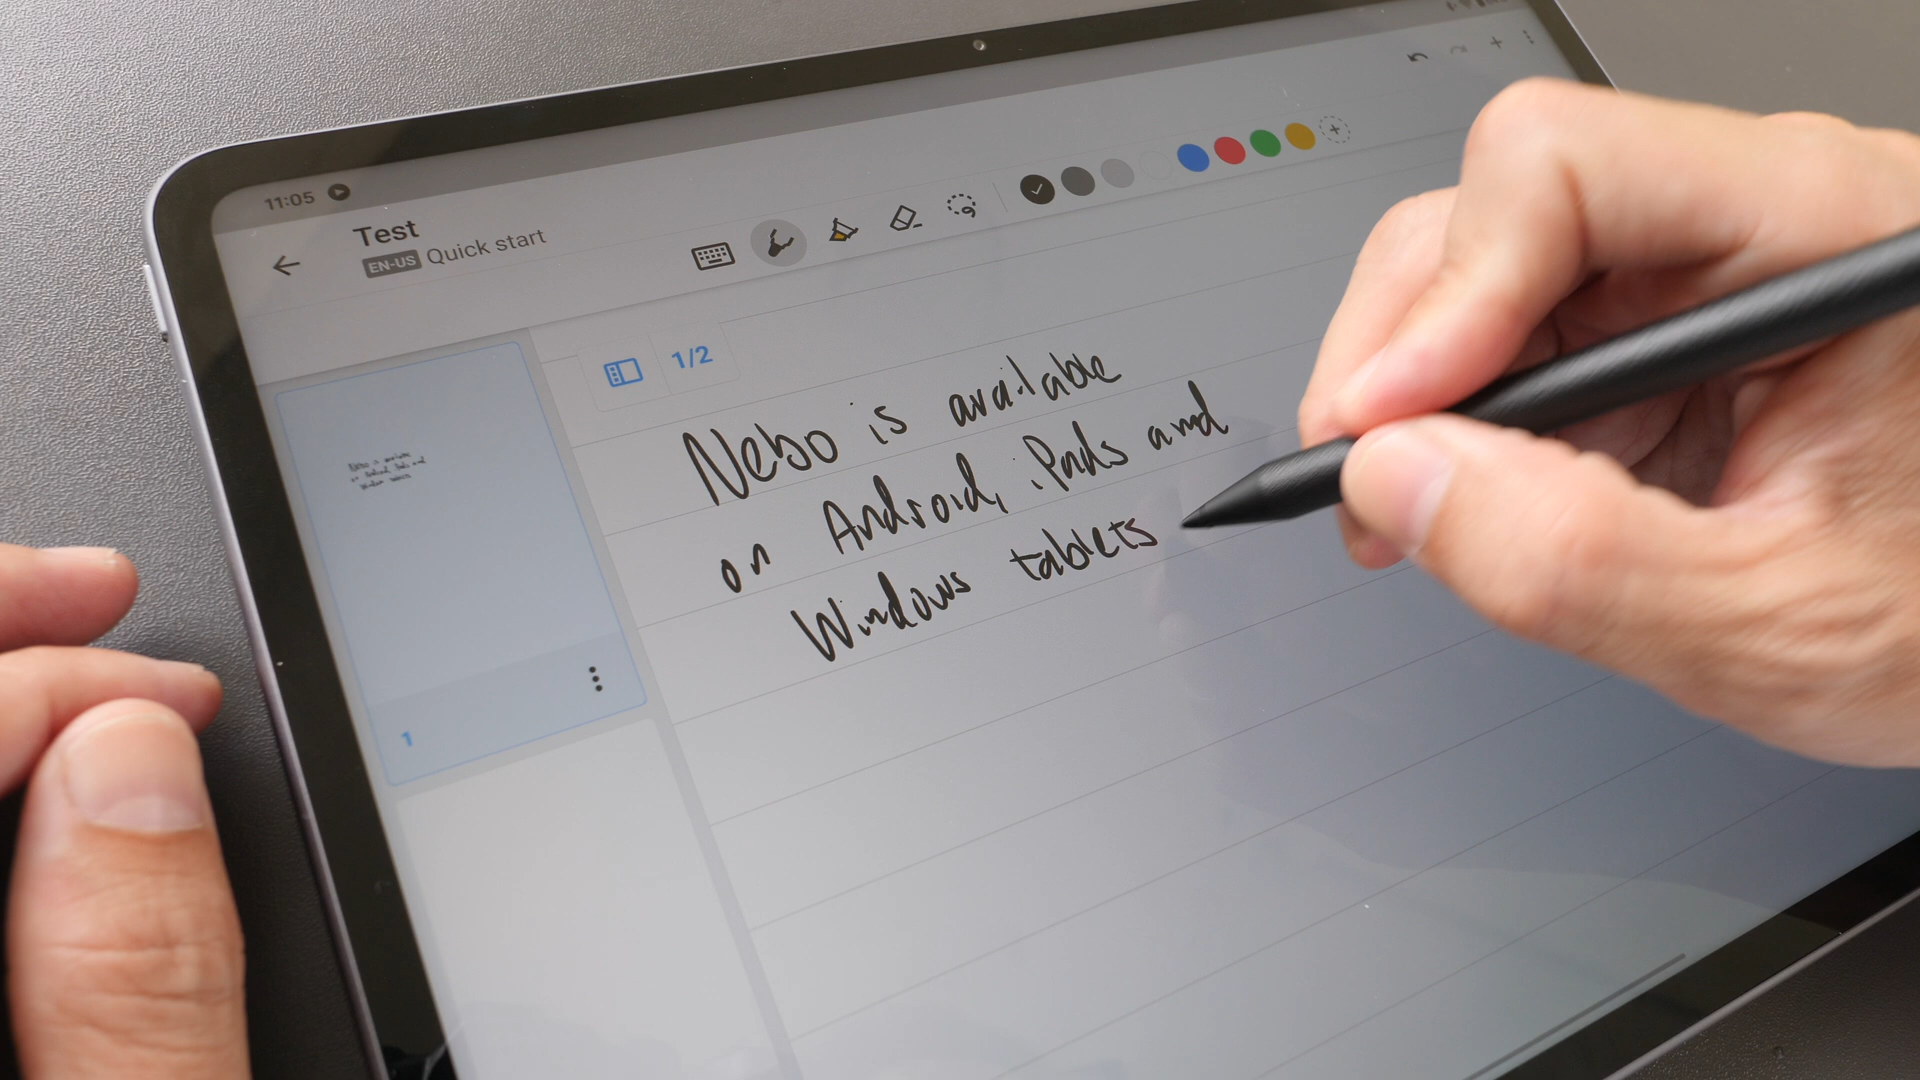 11:05
Test
EN-US Quick start
1/2
Nebo is available
on Android, iPads and
Windows tablets
1